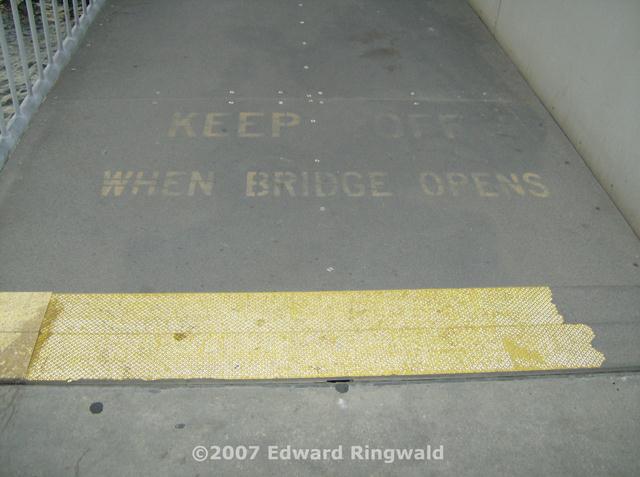 KEEP OFF
WHEN BRIDGE OPENS
©2007 Edward Ringwald